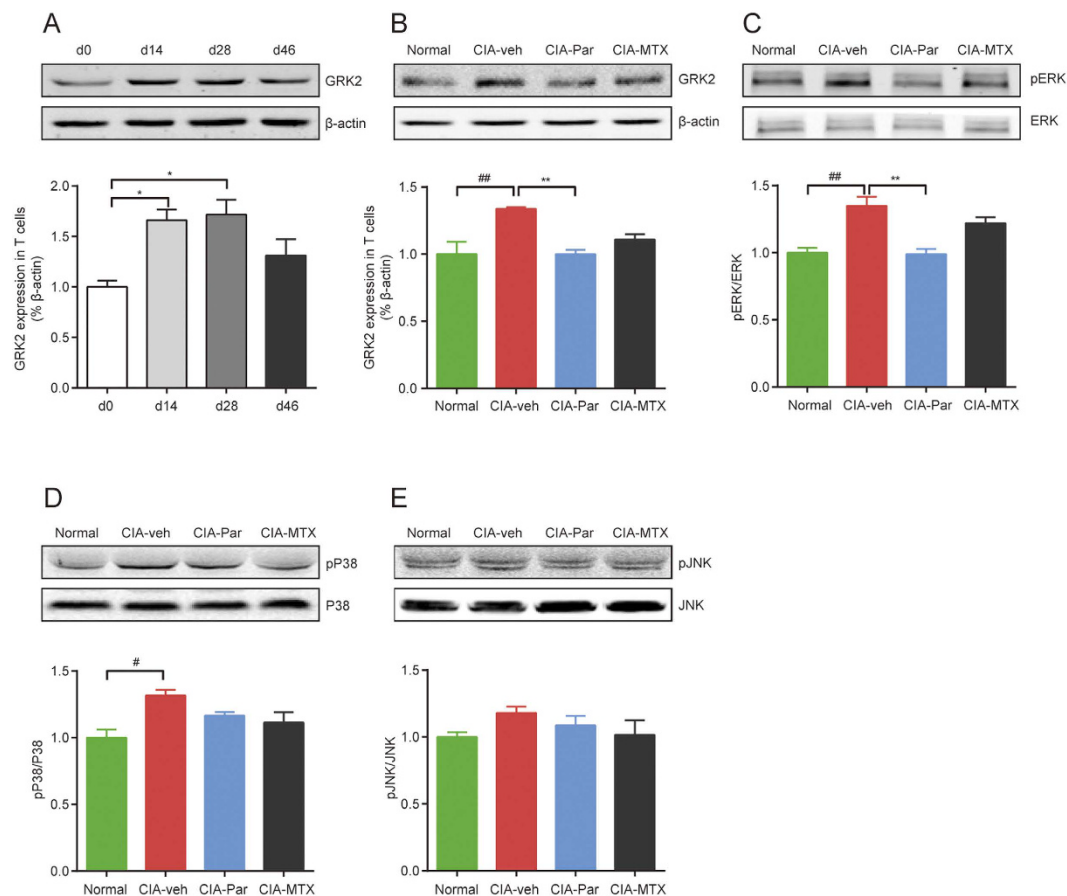 A
d0 d14 d28 d46
GRK2
β-actin
GRK2 expression in T cells
(% β-actin)
2.0
1.5
1.0
0.5
0.0
*
*
d0 d14 d28 d46
B
Normal CIA-veh CIA-Par CIA-MTX
GRK2
β-actin
GRK2 expression in T cells
(% β-actin)
1.5
1.0
0.5
0.0
## **
Normal CIA-veh CIA-Par CIA-MTX
C
Normal CIA-veh CIA-Par CIA-MTX
pERK
ERK
pERK/ERK
1.5
1.0
0.5
0.0
## **
Normal CIA-veh CIA-Par CIA-MTX
D
Normal CIA-veh CIA-Par CIA-MTX
pP38
P38
pP38/P38
1.5
1.0
0.5
0.0
#
Normal CIA-veh CIA-Par CIA-MTX
E
Normal CIA-veh CIA-Par CIA-MTX
pJNK
JNK
pJNK/JNK
1.5
1.0
0.5
0.0
Normal CIA-veh CIA-Par CIA-MTX